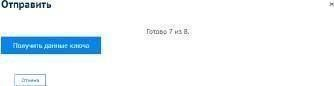 Отправить
×
Готово 7 из 8.
Получить данные ключа
Отмена